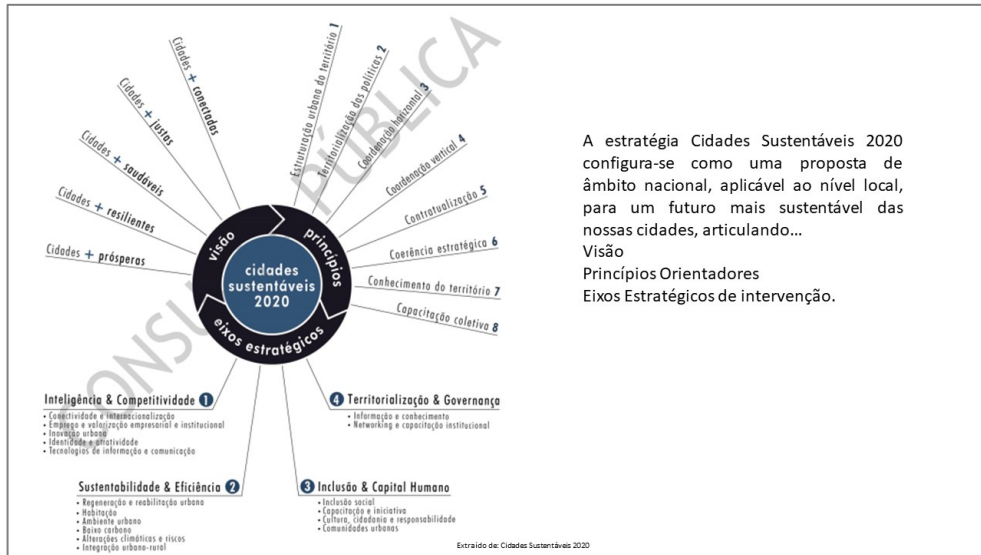 CONSULTA PÚBLICA
Cidades + conectadas
Cidades + justas
Cidades + saudáveis
Cidades + resilientes
Cidades + prósperas
Estruturação urbana do território 1
Territorialização das políticas 2
Coordenação horizontal 3
Coordenação vertical 4
Contratualização 5
Coerência estratégica 6
Conhecimento do território 7
Capacitação coletiva 8
visão
princípios
eixos estratégicos
cidades
sustentáveis
2020
Inteligência & Competitividade 1
• Conectividade e internacionalização
• Emprego e valorização empresarial e institucional
• Inovação urbana
• Identidade e atratividade
• Tecnologias de informação e comunicação
Sustentabilidade & Eficiência 2
• Regeneração e reabilitação urbana
• Habitação
• Ambiente urbano
• Baixo carbono
• Alterações climáticas e riscos
• Integração urbano-rural
3 Inclusão & Capital Humano
• Inclusão social
• Capacitação e iniciativa
• Cultura, cidadania e responsabilidade
• Comunidades urbanas
4 Territorialização & Governança
• Informação e conhecimento
• Networking e capacitação institucional
A estratégia Cidades Sustentáveis 2020
configura-se como uma proposta de
âmbito nacional, aplicável ao nível local,
para um futuro mais sustentável das
nossas cidades, articulando...
Visão
Princípios Orientadores
Eixos Estratégicos de intervenção.
Extraído de: Cidades Sustentáveis 2020